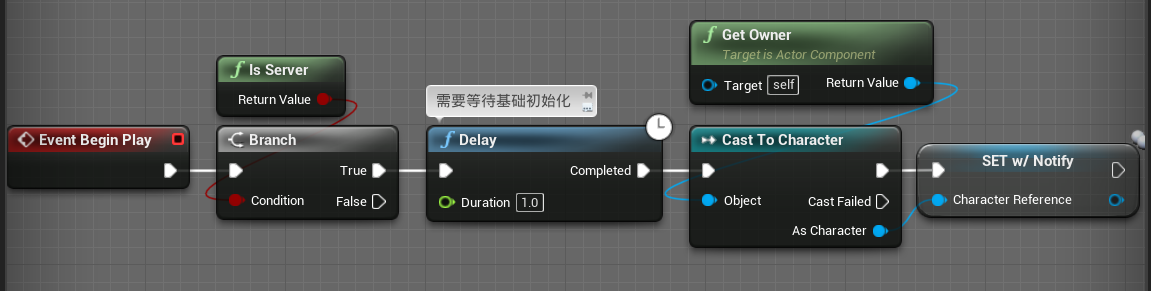 Get Owner
Target is Actor Component
Target self Return Value
Is Server
Return Value
需要等待基础初始化
Event Begin Play
Branch
True
Condition False
Delay
Completed
Duration 1.0
Cast To Character
Object Cast Failed
As Character
SET w/ Notify
Character Reference